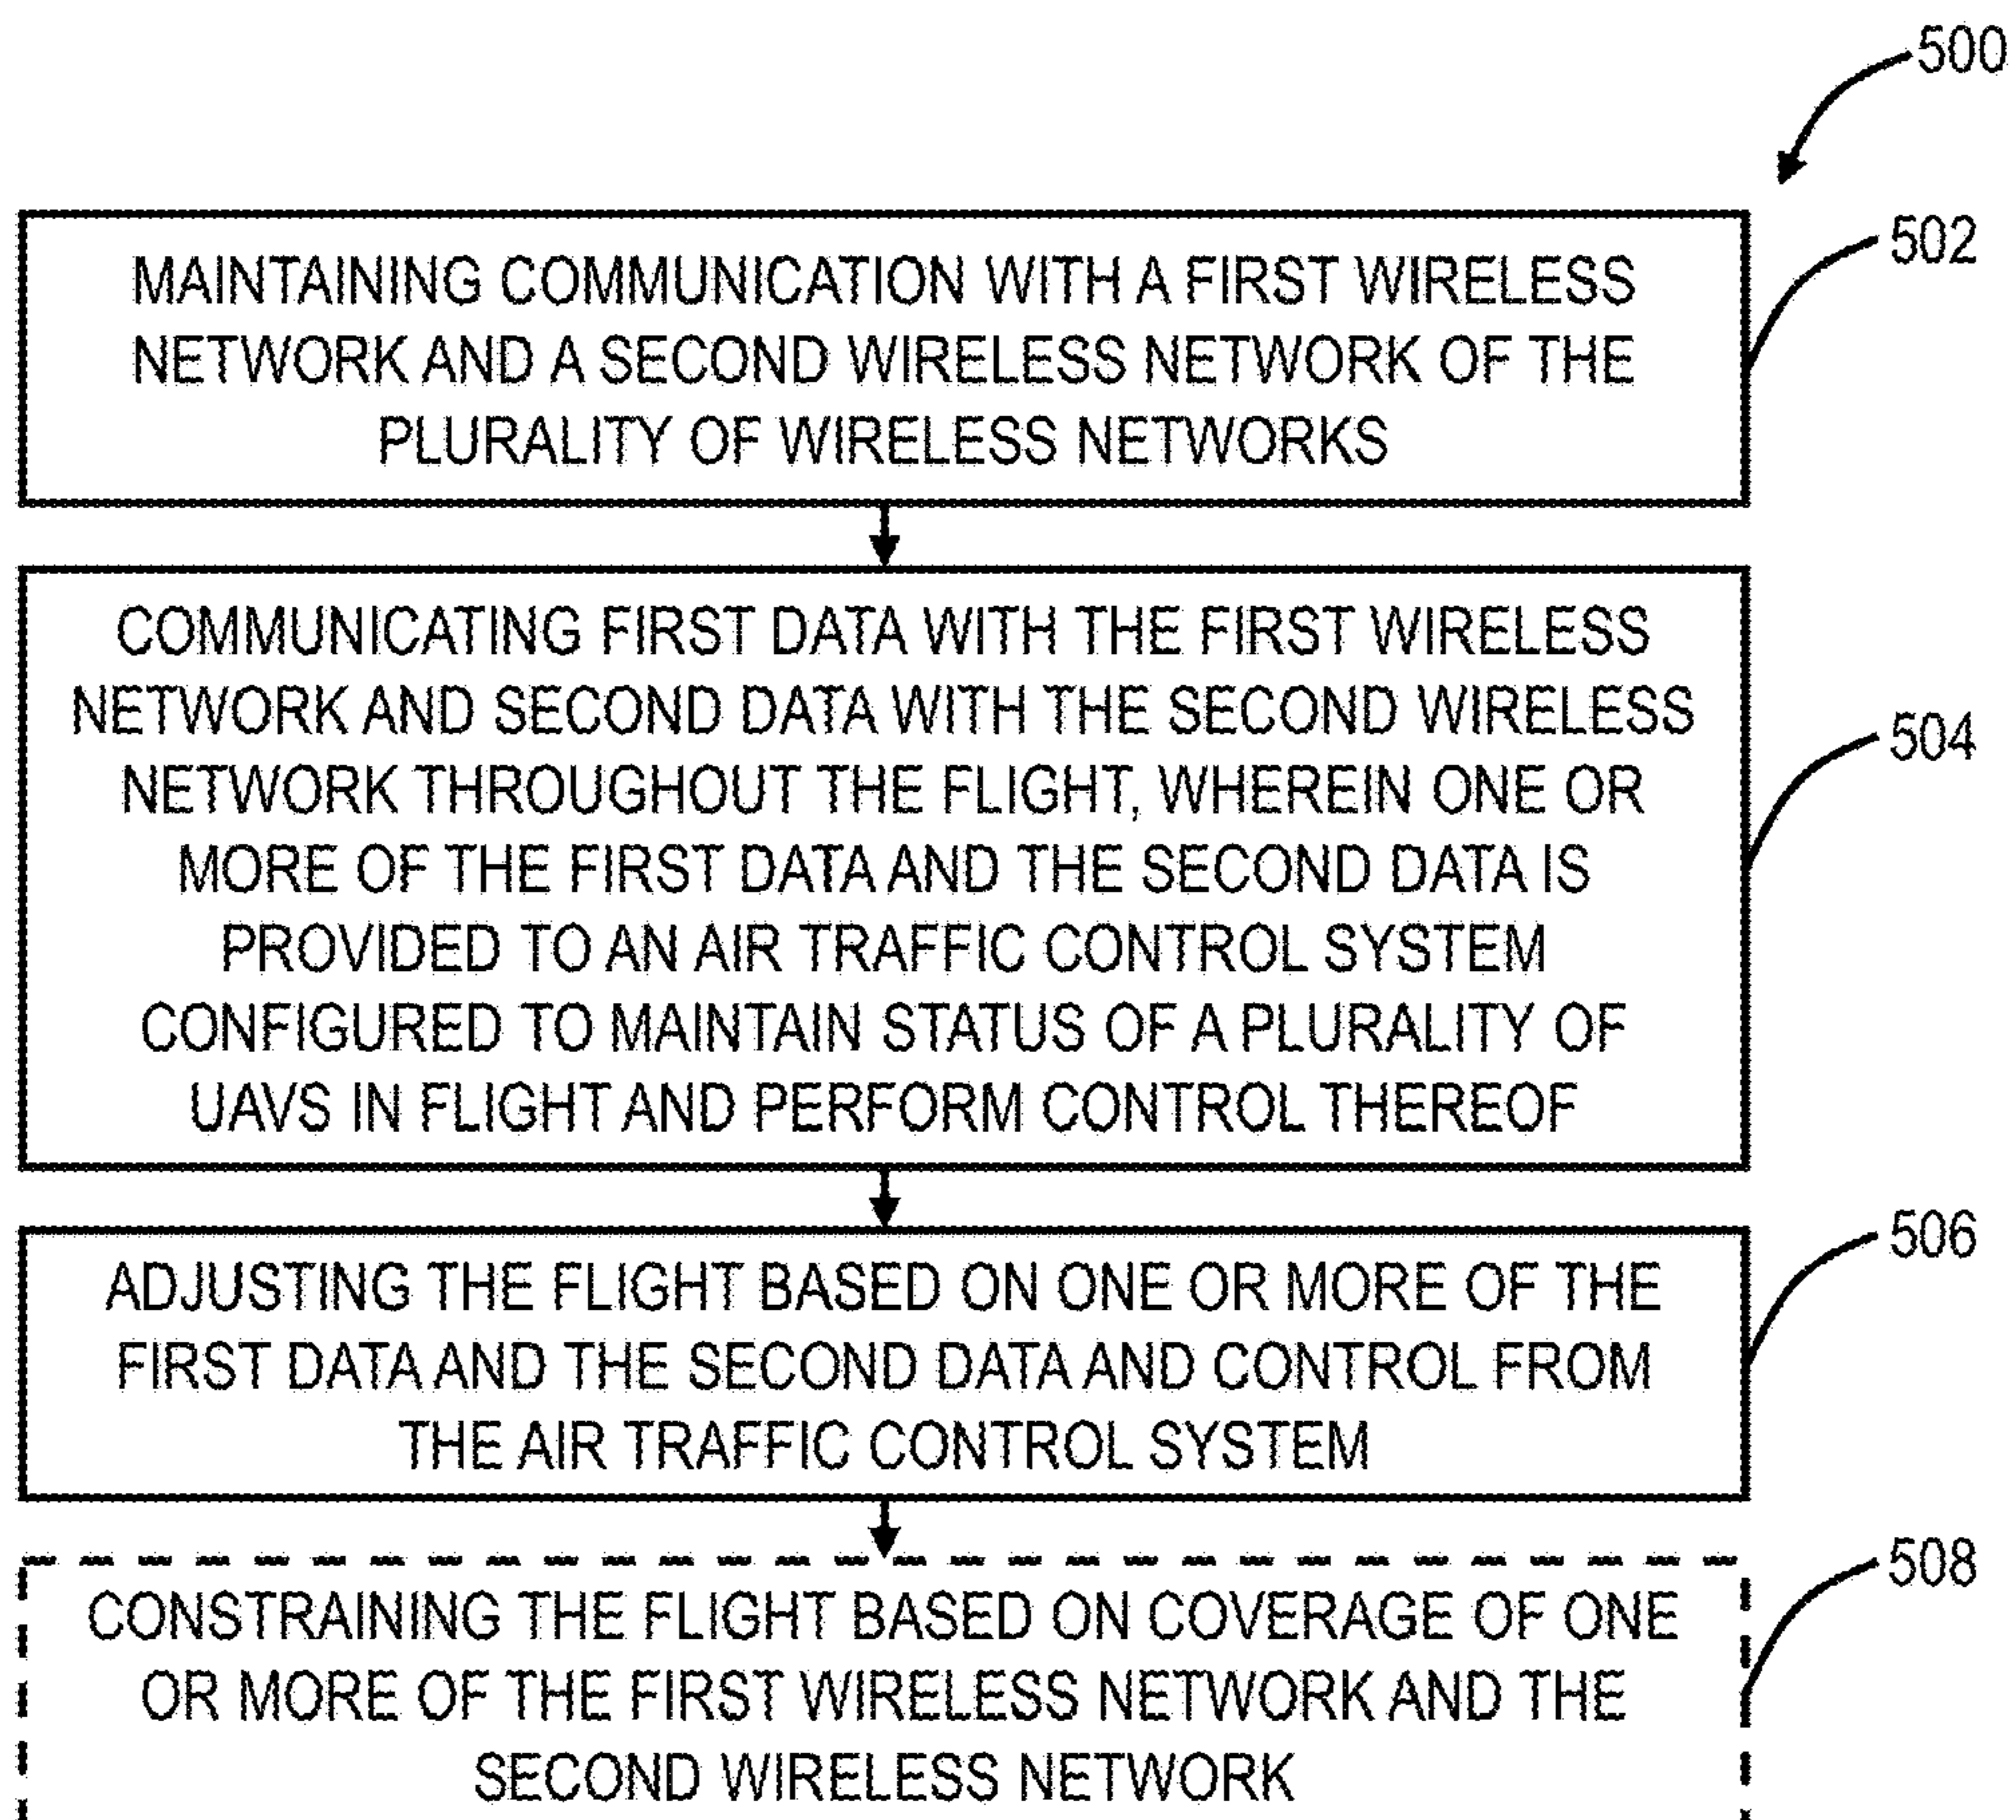 500
502
MAINTAINING COMMUNICATION WITH A FIRST WIRELESS
NETWORK AND A SECOND WIRELESS NETWORK OF THE
PLURALITY OF WIRELESS NETWORKS
504
COMMUNICATING FIRST DATA WITH THE FIRST WIRELESS
NETWORK AND SECOND DATA WITH THE SECOND WIRELESS
NETWORK THROUGHOUT THE FLIGHT, WHEREIN ONE OR
MORE OF THE FIRST DATA AND THE SECOND DATA IS
PROVIDED TO AN AIR TRAFFIC CONTROL SYSTEM
CONFIGURED TO MAINTAIN STATUS OF A PLURALITY OF
UAVS IN FLIGHT AND PERFORM CONTROL THEREOF
506
ADJUSTING THE FLIGHT BASED ON ONE OR MORE OF THE
FIRST DATA AND THE SECOND DATA AND CONTROL FROM
THE AIR TRAFFIC CONTROL SYSTEM
508
CONSTRAINING THE FLIGHT BASED ON COVERAGE OF ONE
OR MORE OF THE FIRST WIRELESS NETWORK AND THE
SECOND WIRELESS NETWORK